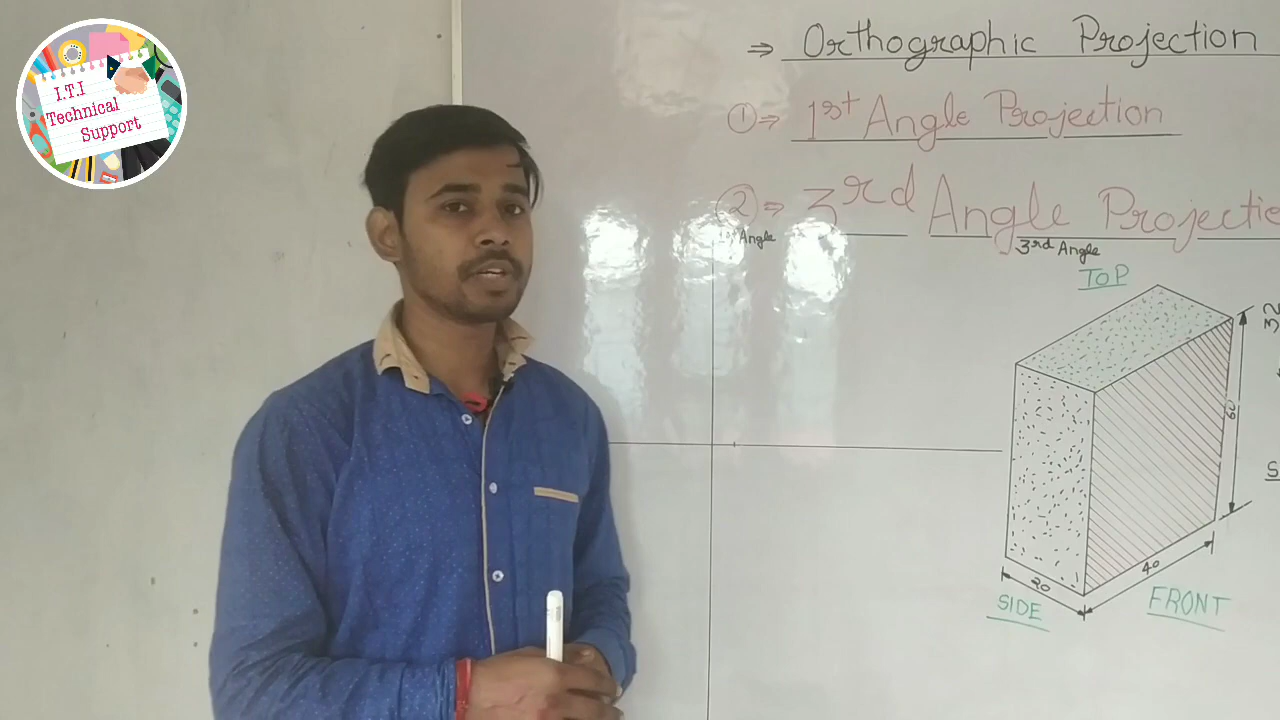 I.T.I
Technical
Support
⇒ Orthographic Projection
① ⇒ 1st Angle Projection
② ⇒ 3rd Angle Projectio
Angle
3rd Angle
TOP
32
60
S
40
20
SIDE
FRONT